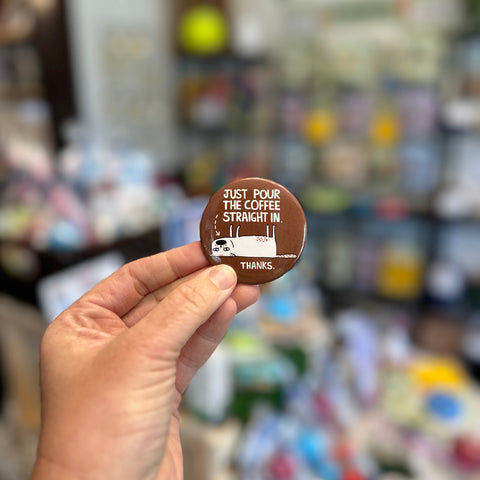 JUST POUR
THE COFFEE
STRAIGHT IN.
THANKS.